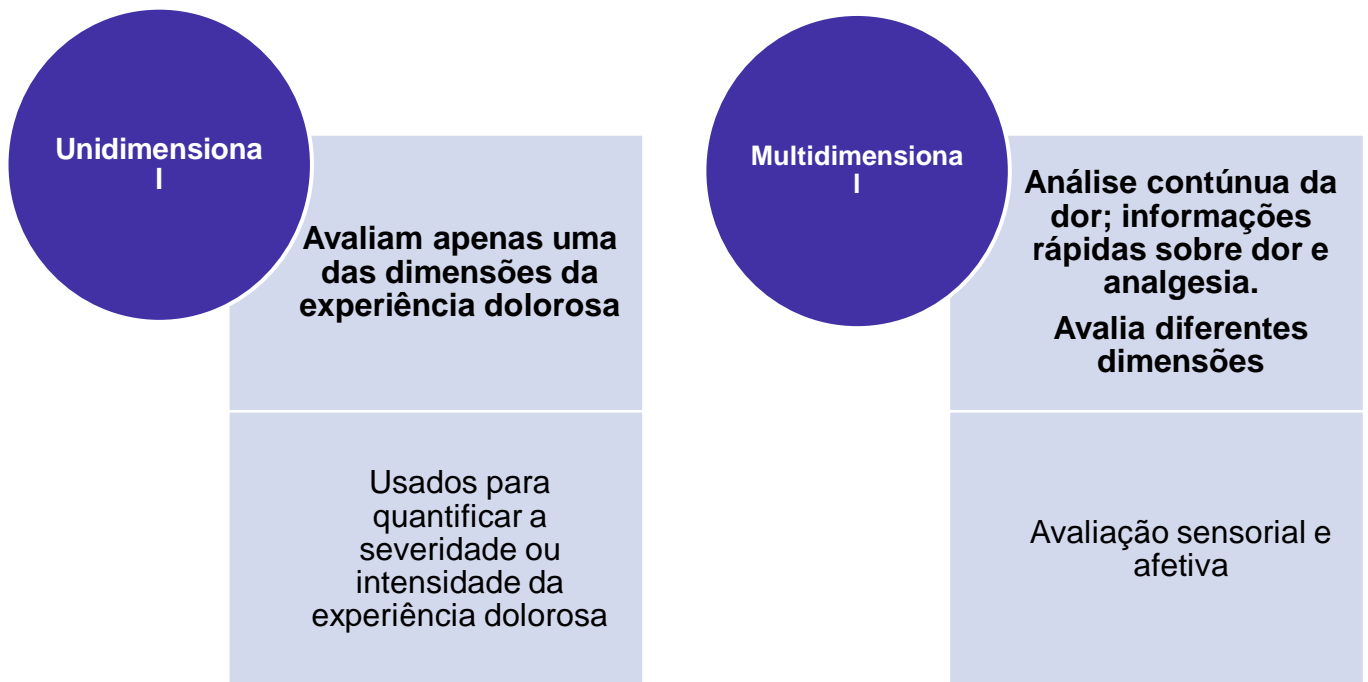 Unidimensiona
l
Avaliam apenas uma
das dimensões da
experiência dolorosa
Usados para
quantificar a
severidade ou
intensidade da
experiência dolorosa
Multidimensiona
l
Análise contúnua da
dor; informações
rápidas sobre dor e
analgesia.
Avalia diferentes
dimensões
Avaliação sensorial e
afetiva